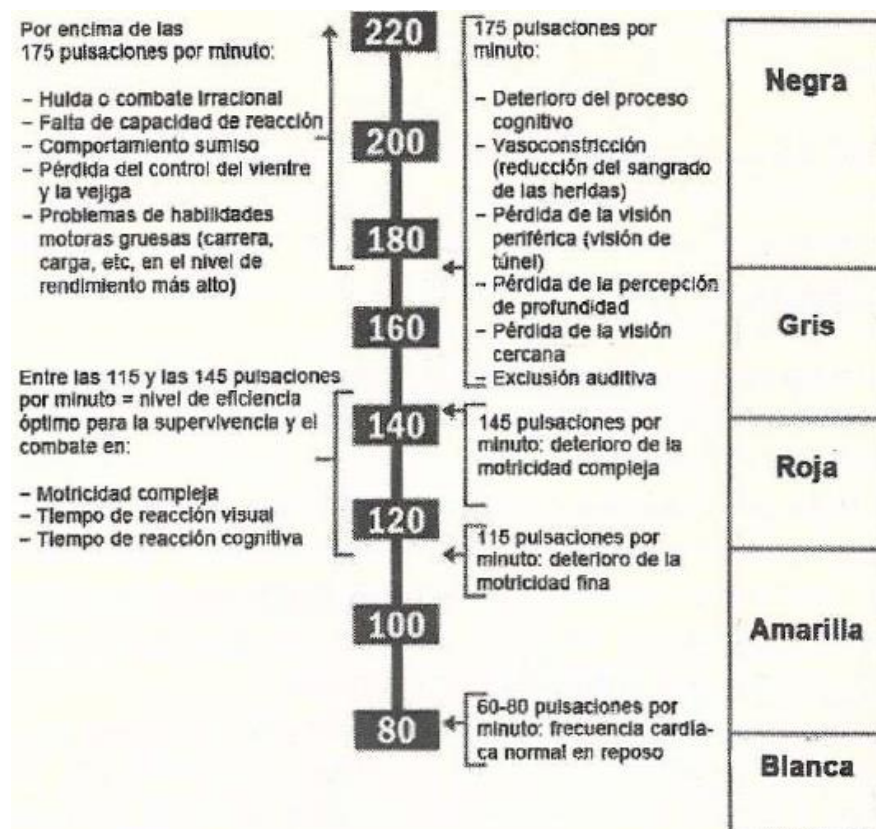 Por encima de las
175 pulsaciones por minuto:
– Huida o combate irracional
– Falta de capacidad de reacción
– Comportamiento sumiso
– Pérdida del control del vientre
y la vejiga
– Problemas de habilidades
motoras gruesas (carrera,
carga, etc, en el nivel de
rendimiento más alto)
Entre las 115 y las 145 pulsaciones
por minuto = nivel de eficiencia
óptimo para la supervivencia y el
combate en:
– Motricidad compleja
– Tiempo de reacción visual
– Tiempo de reacción cognitiva
220
200
180
160
140
120
100
80
175 pulsaciones por
minuto:
– Deterioro del proceso
cognitivo
– Vasoconstricción
(reducción del sangrado
de las heridas)
– Pérdida de la visión
periférica (visión de
túnel)
– Pérdida de la percepción
de profundidad
– Pérdida de la visión
cercana
– Exclusión auditiva
145 pulsaciones por
minuto: deterioro de la
motricidad compleja
115 pulsaciones por
minuto: deterioro de la
motricidad fina
60-80 pulsaciones por
minuto: frecuencia cardia-
ca normal en reposo
Negra
Gris
Roja
Amarilla
Blanca